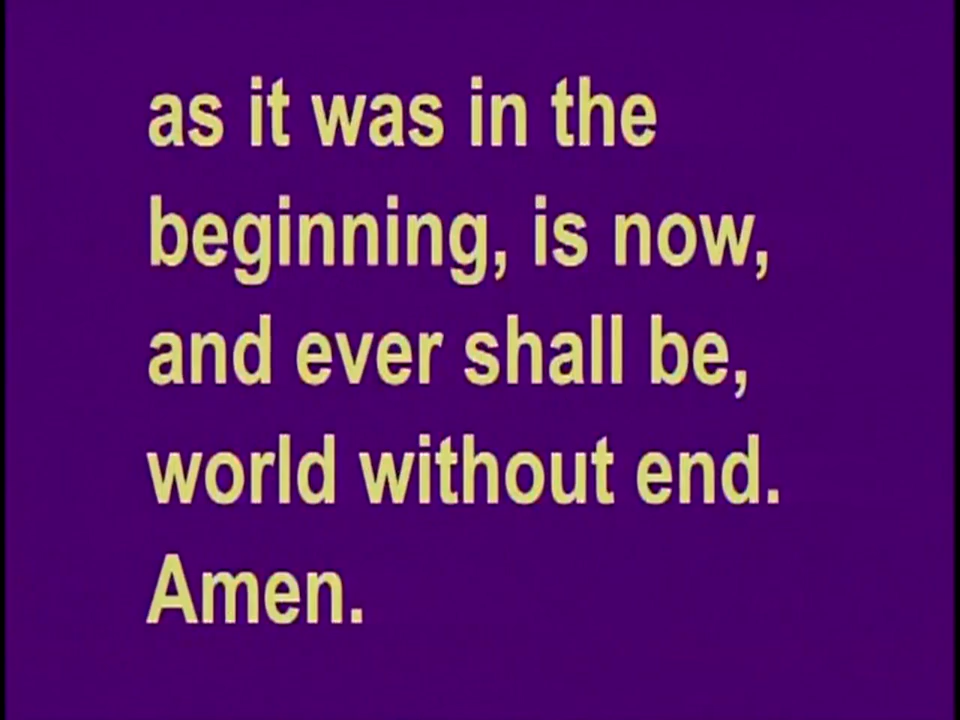 as it was in the
beginning, is now,
and ever shall be,
world without end.
Amen.